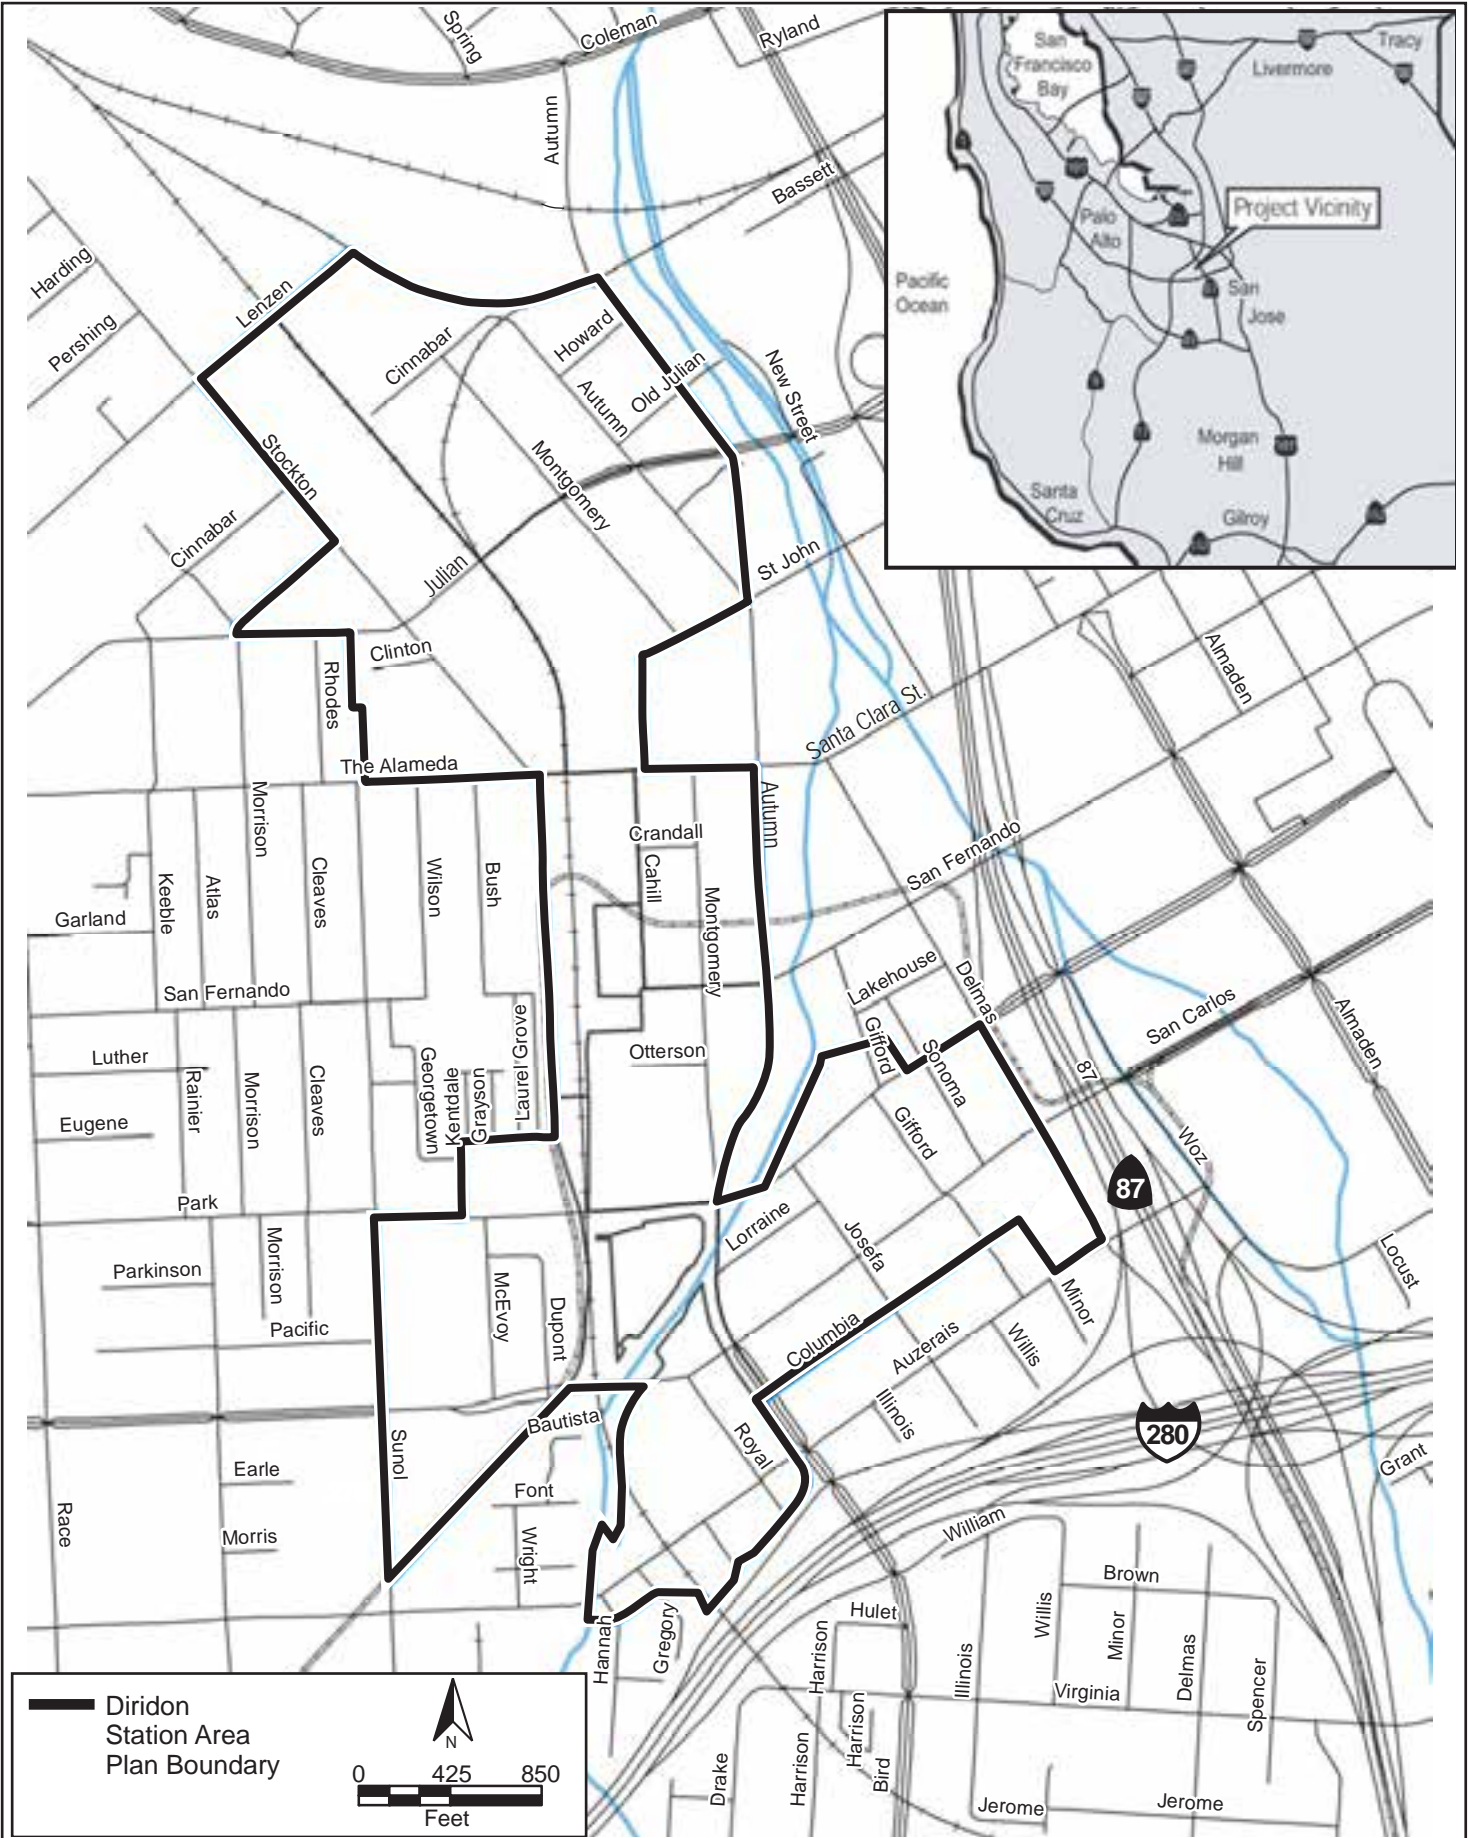 Spring
Coleman
Ryland
Autumn
Bassett
San
Francisco
Bay
Livermore
Tracy
Palo
Alto
Project Vicinity
Pacific
Ocean
San
Jose
Morgan
Hill
Santa
Cruz
Gilroy
Harding
Pershing
Lenzen
Cinnabar
Howard
Old Julian
Autumn
New Street
Stockton
Montgomery
Cinnabar
Julian
St John
Clinton
Rhodes
Almaden
Santa Clara St.
The Alameda
Morrison
Autumn
Crandall
Cahill
San Fernando
Keeble
Atlas
Cleaves
Wilson
Bush
Montgomery
Garland
Lakehouse
Delmas
San Fernando
San Carlos
Almaden
Luther
Rainier
Morrison
Cleaves
Georgetown
Kentdale
Grayson
Laurel Grove
Otterson
Gifford
Sonoma
87
Eugene
Gifford
Woz
87
Park
Lorraine
Josefa
Locust
Parkinson
Morrison
McEvoy
Dupont
Minor
Pacific
Columbia
Auzerais
Willis
Illinois
Bautista
Royal
280
Sunol
Grant
Earle
Font
Race
Morris
Wright
William
Brown
Hannah
Gregory
Hulet
Harrison
Willis
Minor
Illinois
Delmas
Virginia
Spencer
Harrison
Drake
Harrison
Bird
Jerome
Jerome
Diridon
Station Area
Plan Boundary
N
0 425 850
Feet